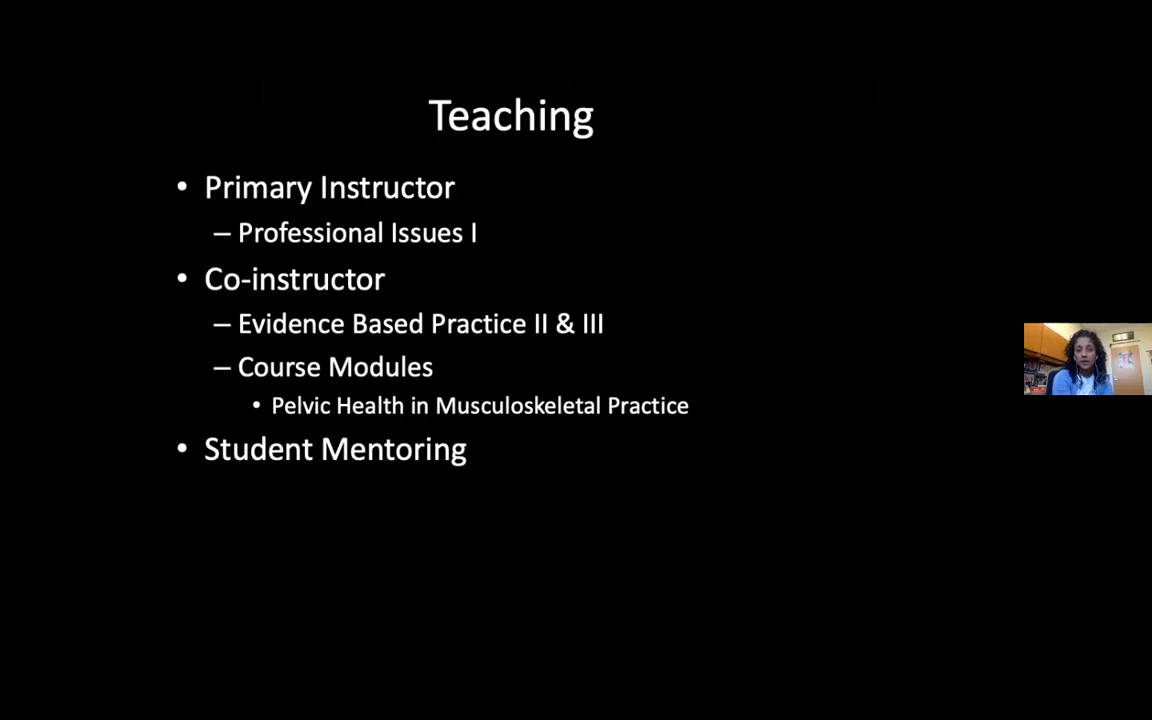 Teaching
• Primary Instructor
– Professional Issues I
• Co-instructor
– Evidence Based Practice II & III
– Course Modules
• Pelvic Health in Musculoskeletal Practice
• Student Mentoring